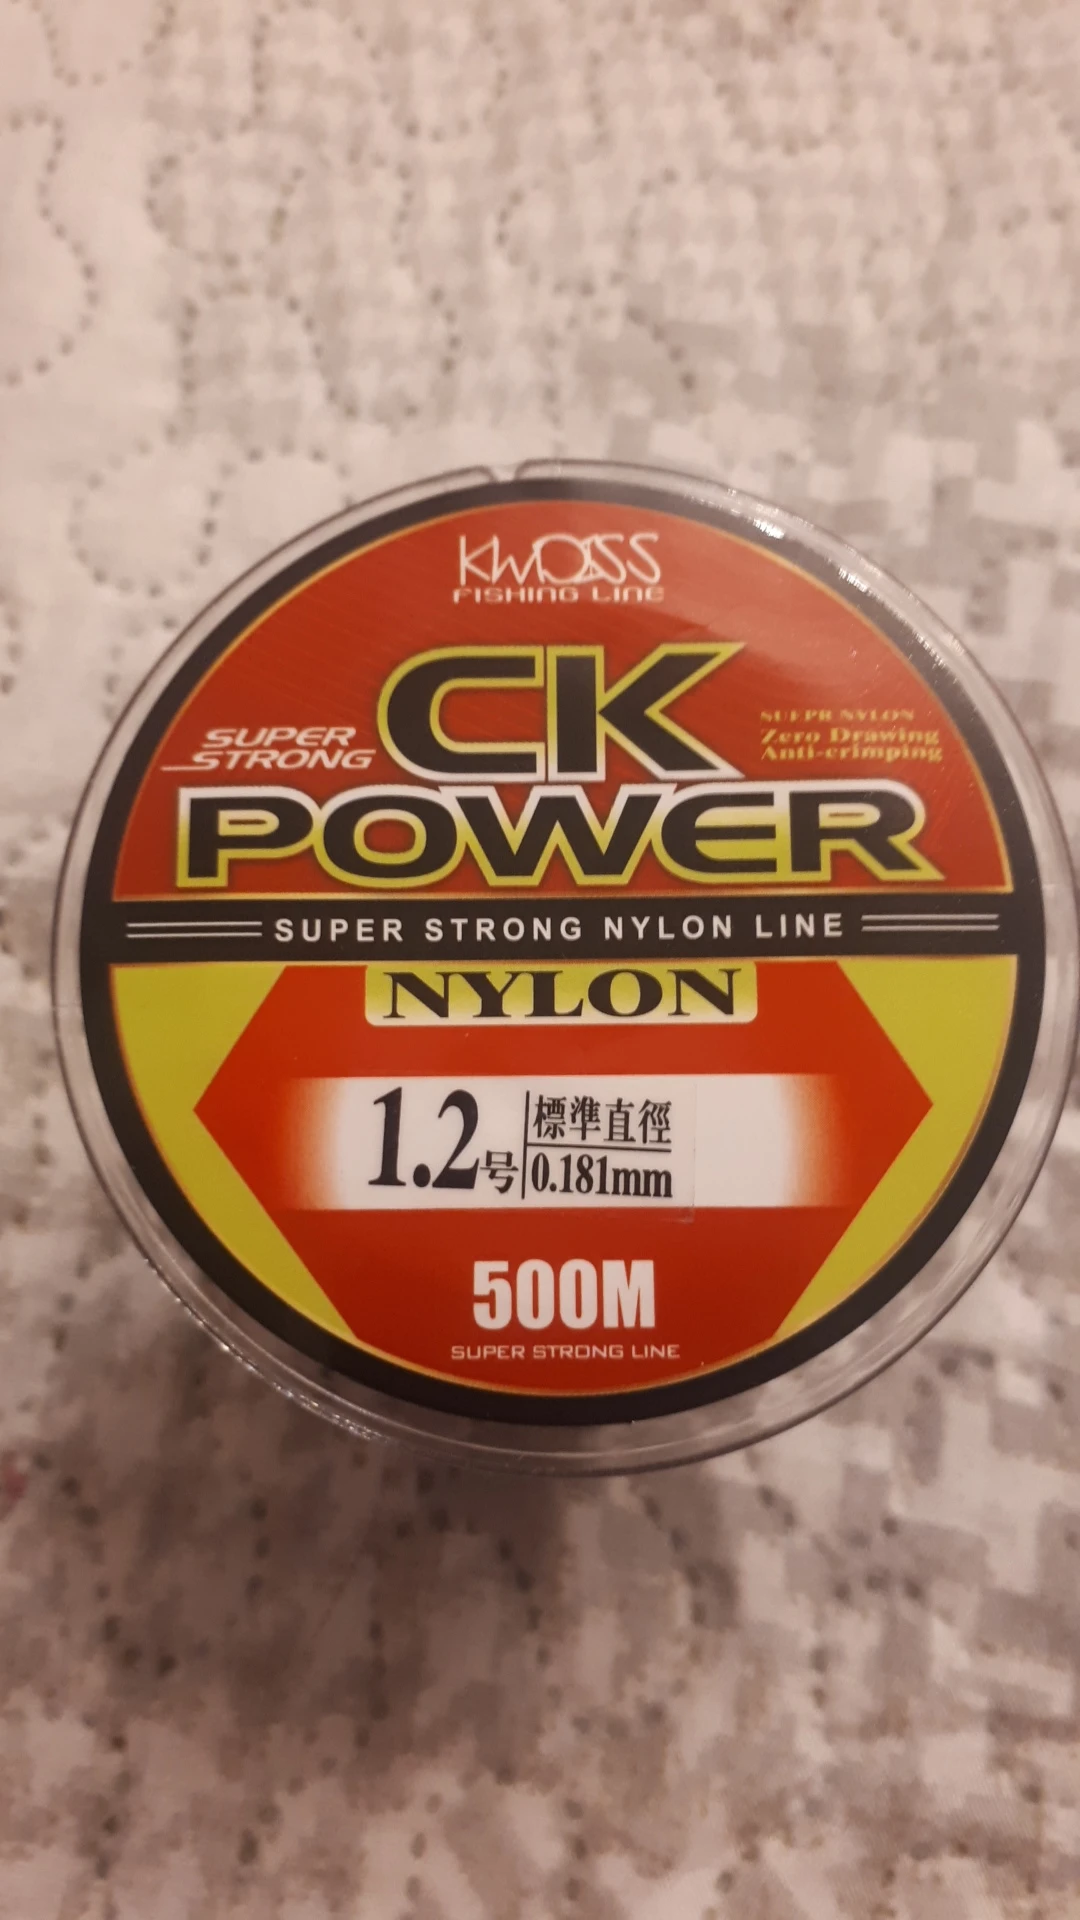 KWOSS
FISHING LINE
CK
SUPER
STRONG
SUEPR NYLON
Zero Drawing
Anti-crimping
POWER
SUPER STRONG NYLON LINE
NYLON
1.2号
標準直徑
0.181mm
500M
SUPER STRONG LINE